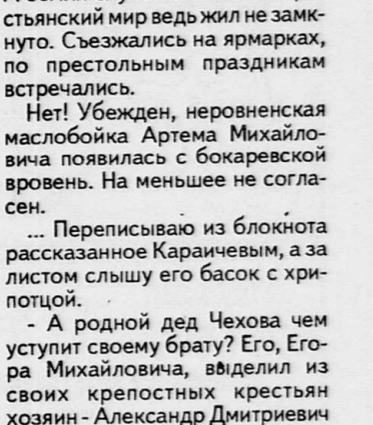 стьянский мир ведь жил не замк-
нуто. Съезжались на ярмарках,
по престольным праздникам
встречались.
Нет! Убежден, неровненская
маслобойка Артема Михайло-
вича появилась с бокаревской
вровень. На меньшее не согла-
сен.
... Переписываю из блокнота
рассказанное Караичевым, а за
листом слышу его басок с хри-
потцой.
- А родной дед Чехова чем
уступит своему брату? Его, Его-
ра Михайловича, выделил из
своих крепостных крестьян
хозяин - Александр Дмитриевич